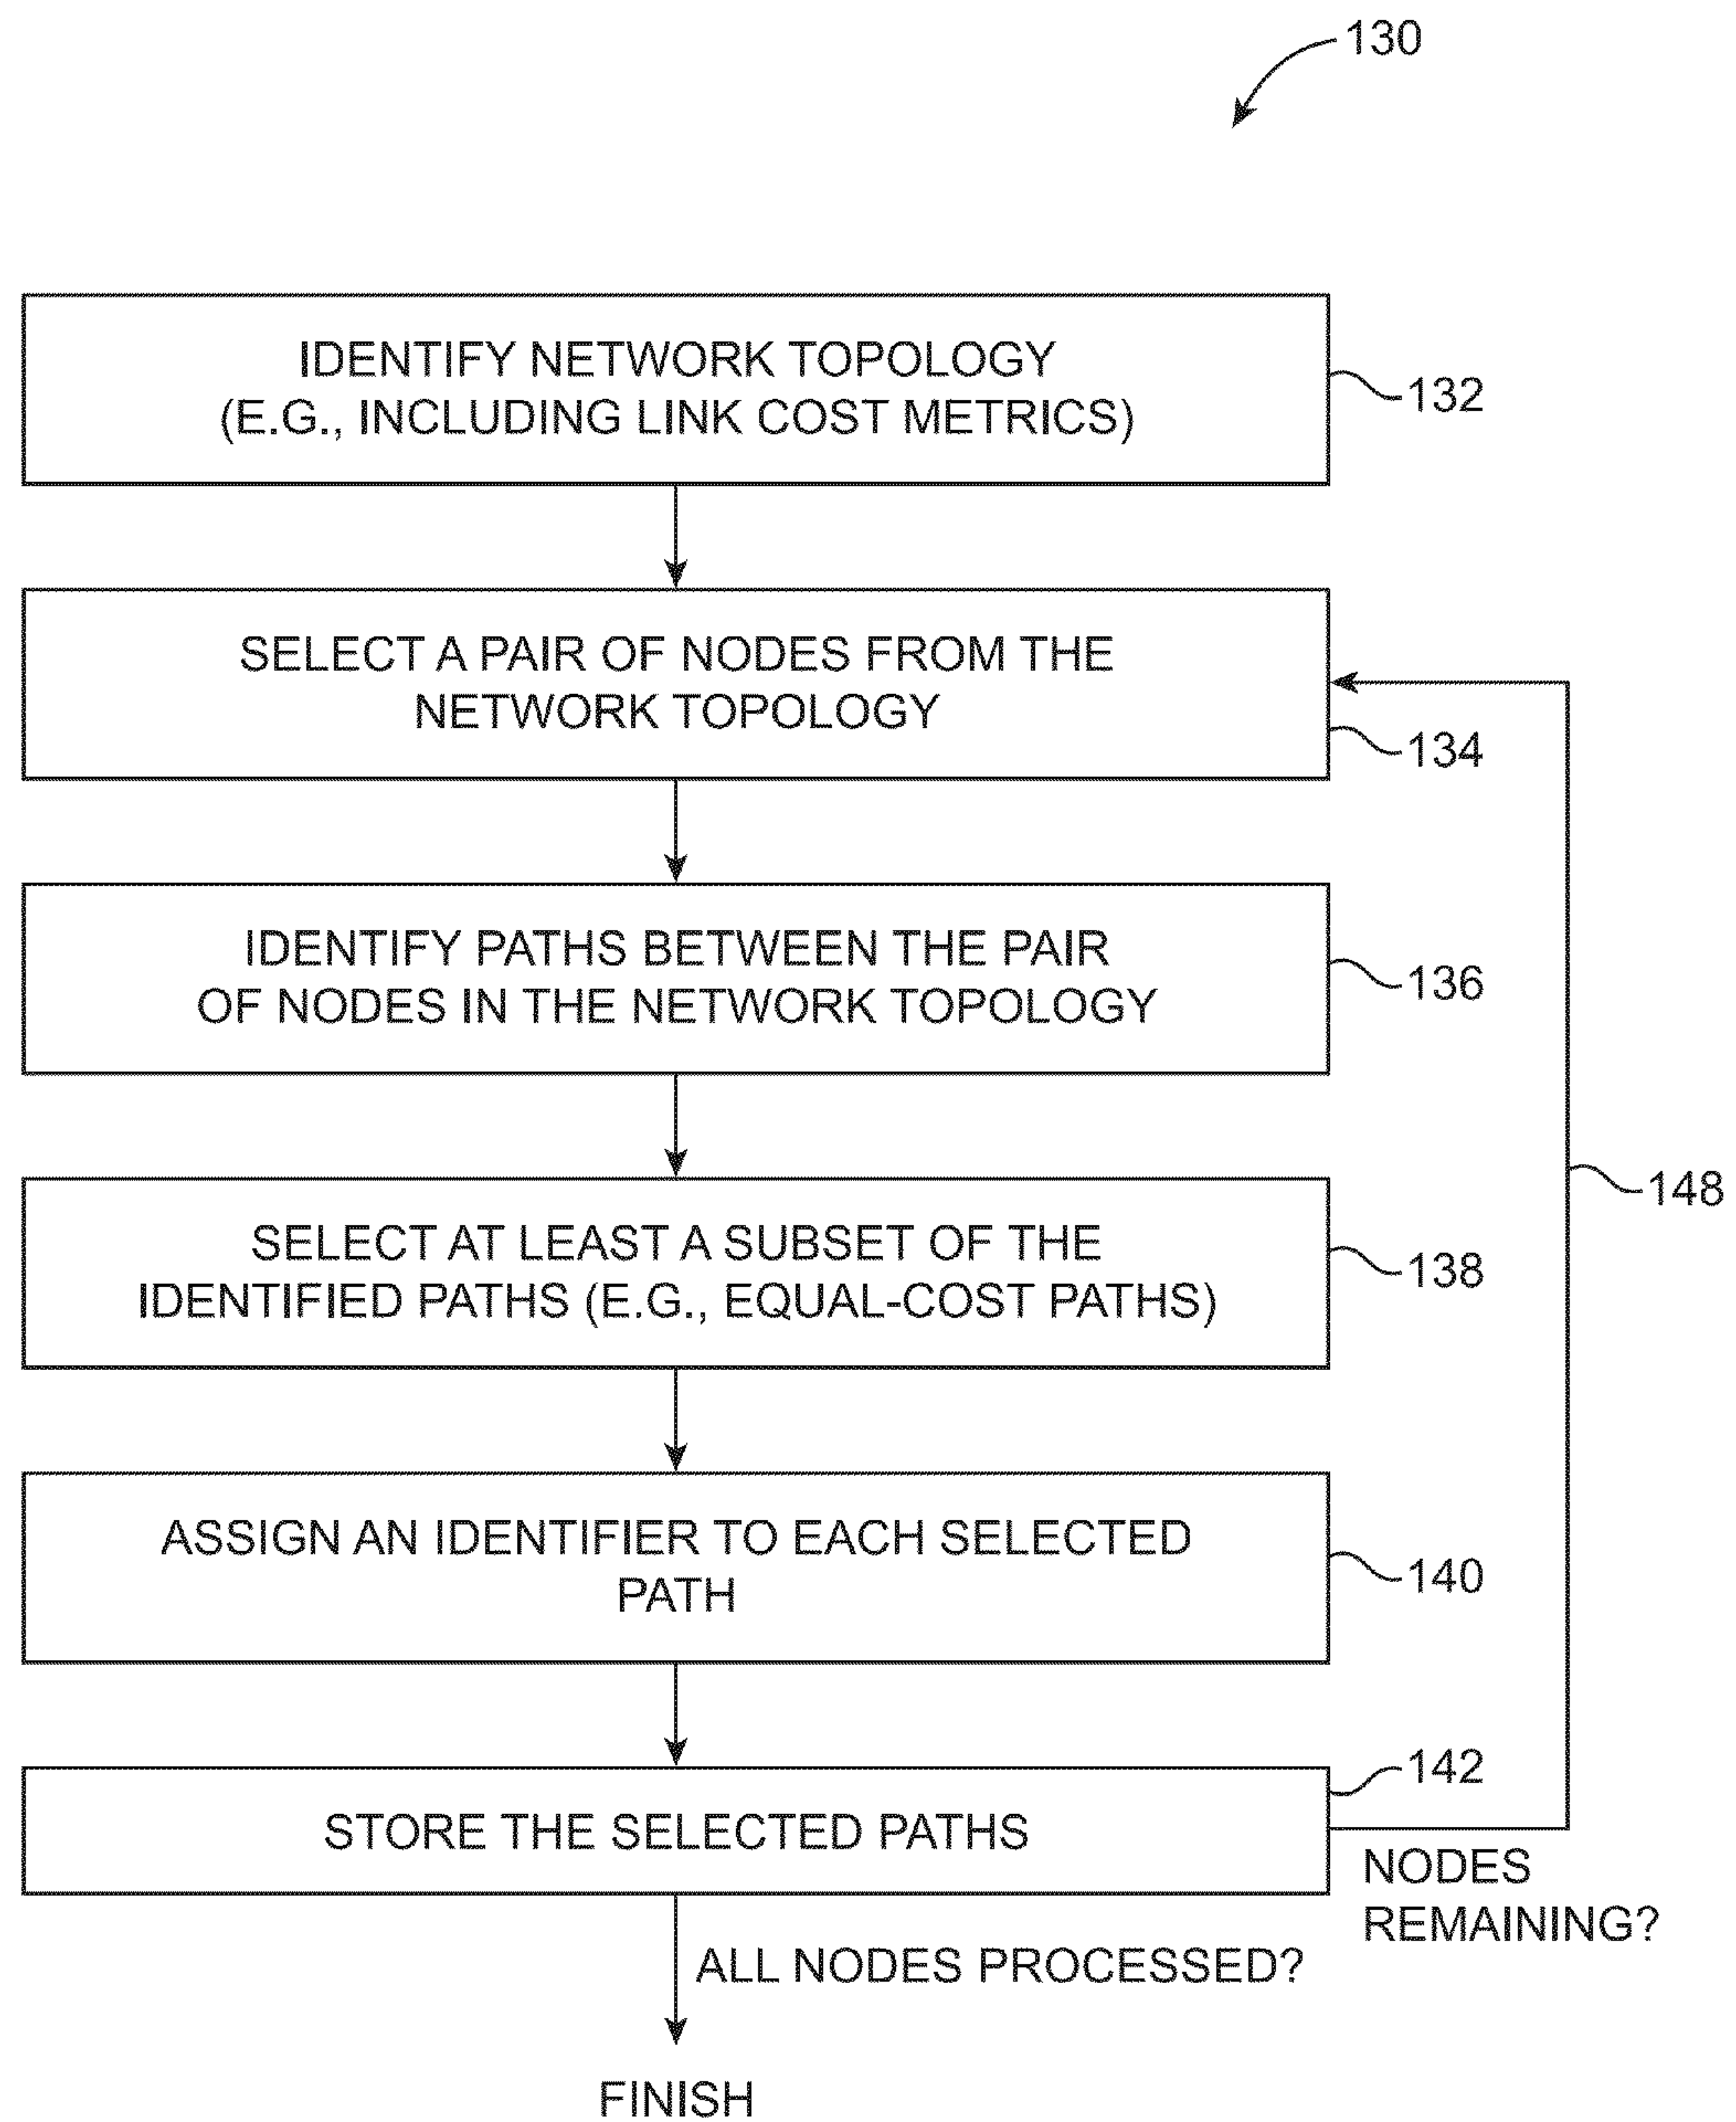 130
IDENTIFY NETWORK TOPOLOGY
(E.G., INCLUDING LINK COST METRICS)
132
SELECT A PAIR OF NODES FROM THE
NETWORK TOPOLOGY
134
IDENTIFY PATHS BETWEEN THE PAIR
OF NODES IN THE NETWORK TOPOLOGY
136
148
SELECT AT LEAST A SUBSET OF THE
IDENTIFIED PATHS (E.G., EQUAL-COST PATHS)
138
ASSIGN AN IDENTIFIER TO EACH SELECTED
PATH
140
142
STORE THE SELECTED PATHS
NODES
REMAINING?
ALL NODES PROCESSED?
FINISH